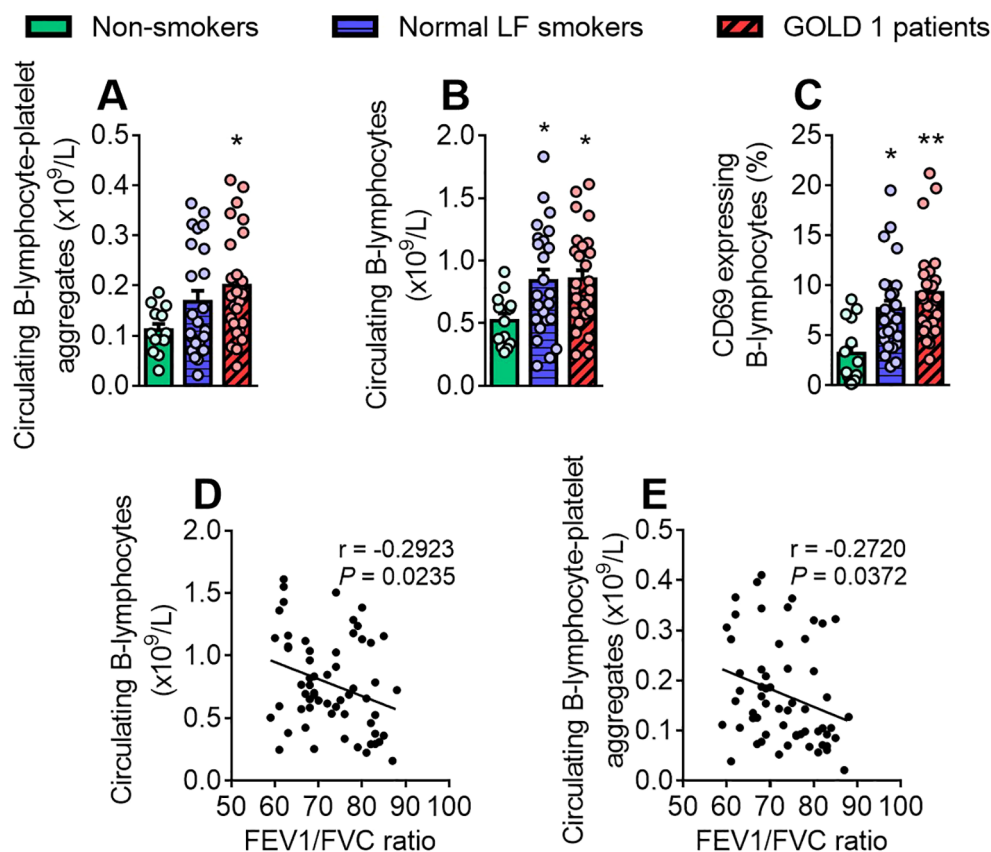 Non-smokers
Normal LF smokers
GOLD 1 patients
A
Circulating B-lymphocyte-platelet
aggregates (x10⁹/L)
0.5
0.4
0.3
0.2
0.1
0.0
*
B
Circulating B-lymphocytes
(x10⁹/L)
2.0
1.5
1.0
0.5
0.0
*
*
C
CD69 expressing
B-lymphocytes (%)
25
20
15
10
5
0
*
**
D
Circulating B-lymphocytes
(x10⁹/L)
2.0
1.5
1.0
0.5
0.0
r = -0.2923
P = 0.0235
50 60 70 80 90 100
FEV1/FVC ratio
E
Circulating B-lymphocyte-platelet
aggregates (x10⁹/L)
0.5
0.4
0.3
0.2
0.1
0.0
r = -0.2720
P = 0.0372
50 60 70 80 90 100
FEV1/FVC ratio